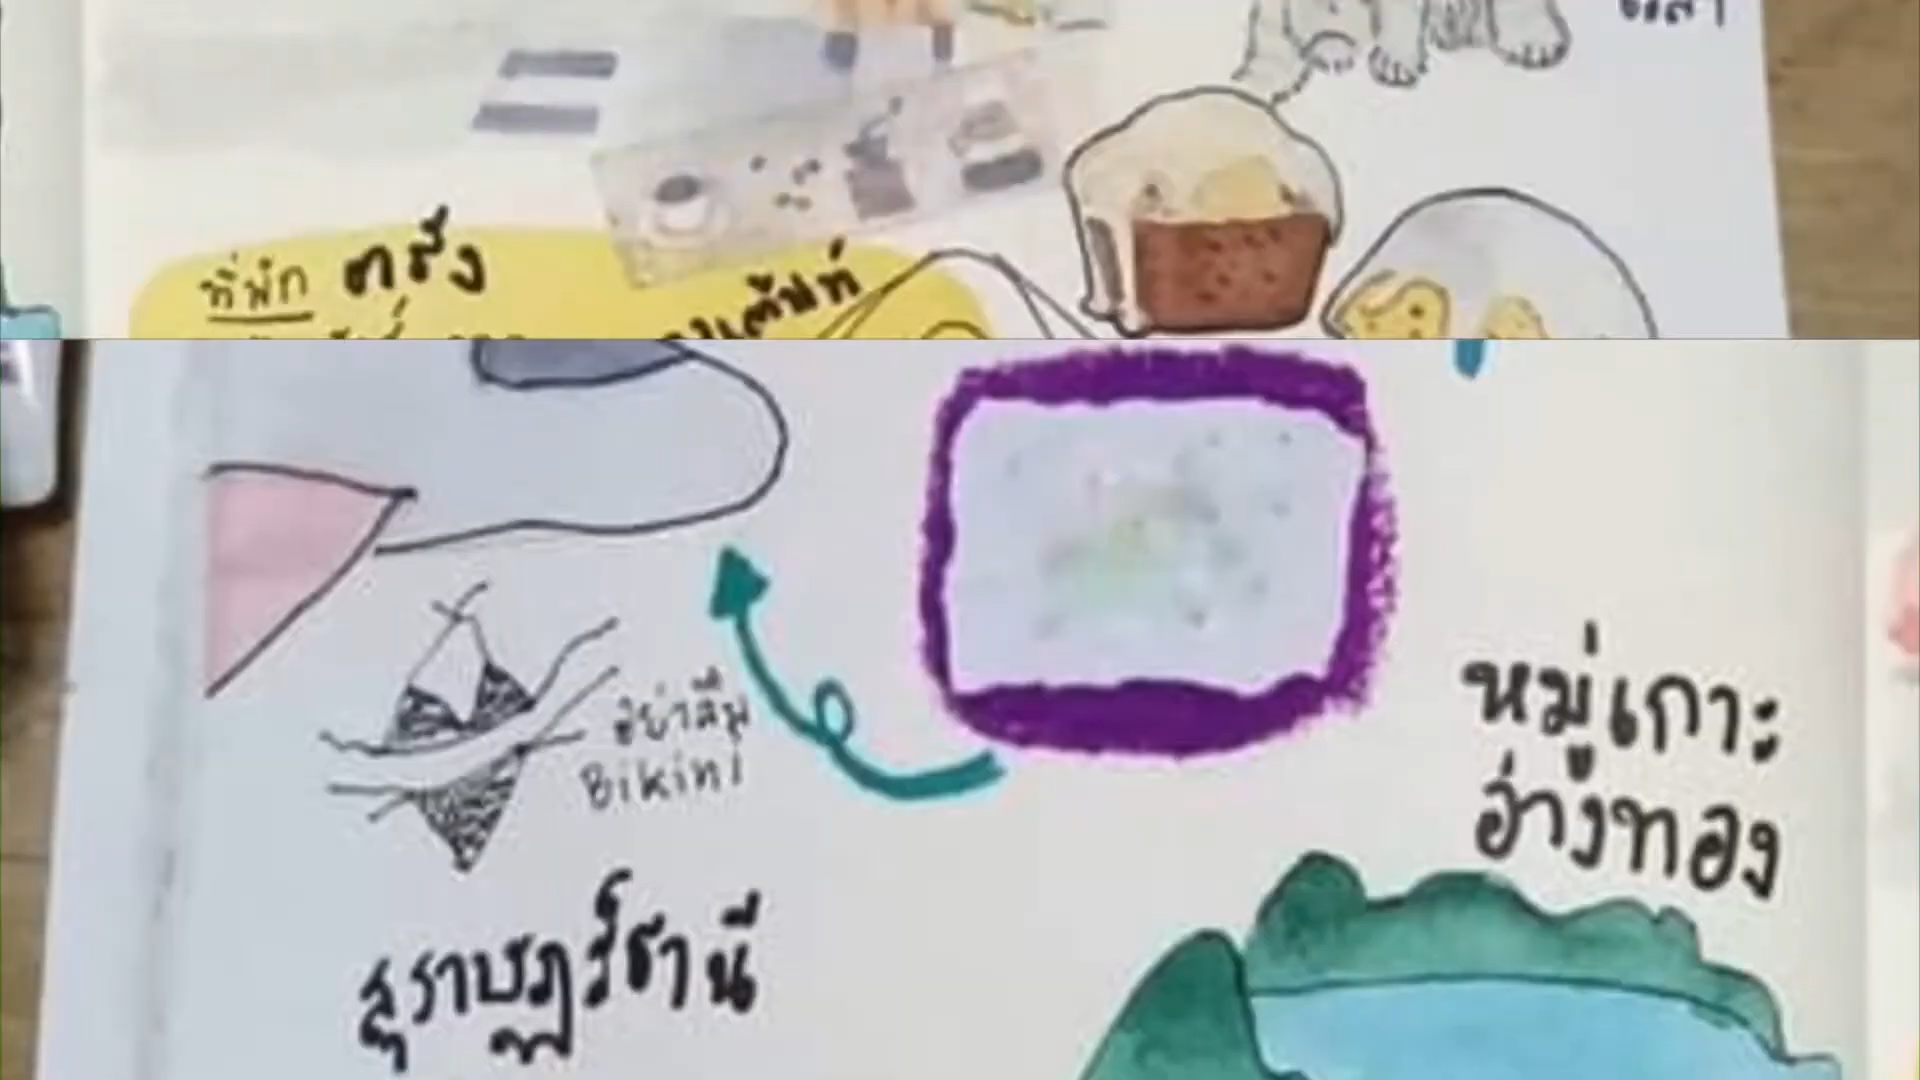 ที่พัก ตรัง
อย่าลืม
Bikini
หมู่เกาะ
อ่างทอง
สุราษฎร์ธานี